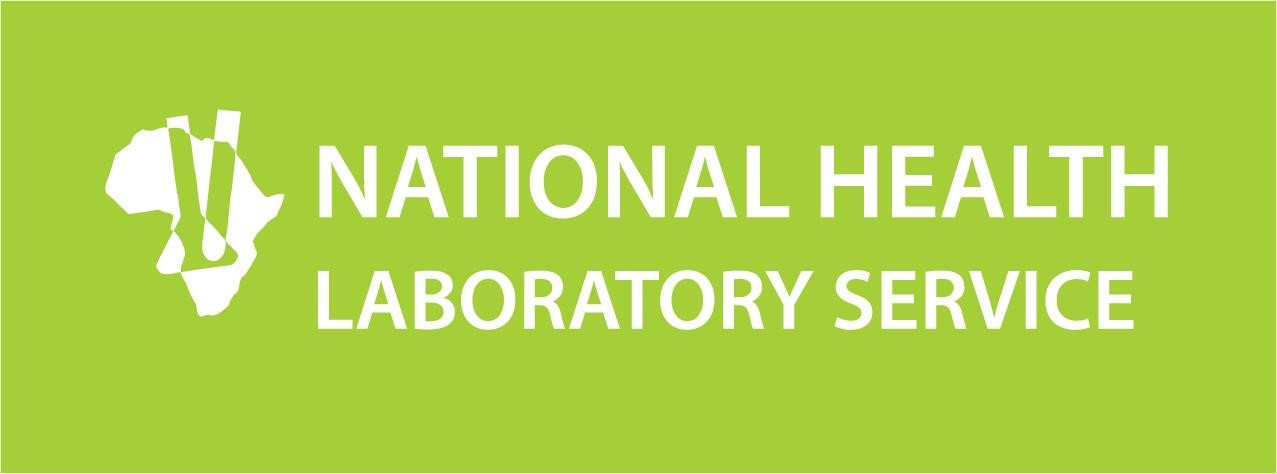 NATIONAL HEALTH
LABORATORY SERVICE